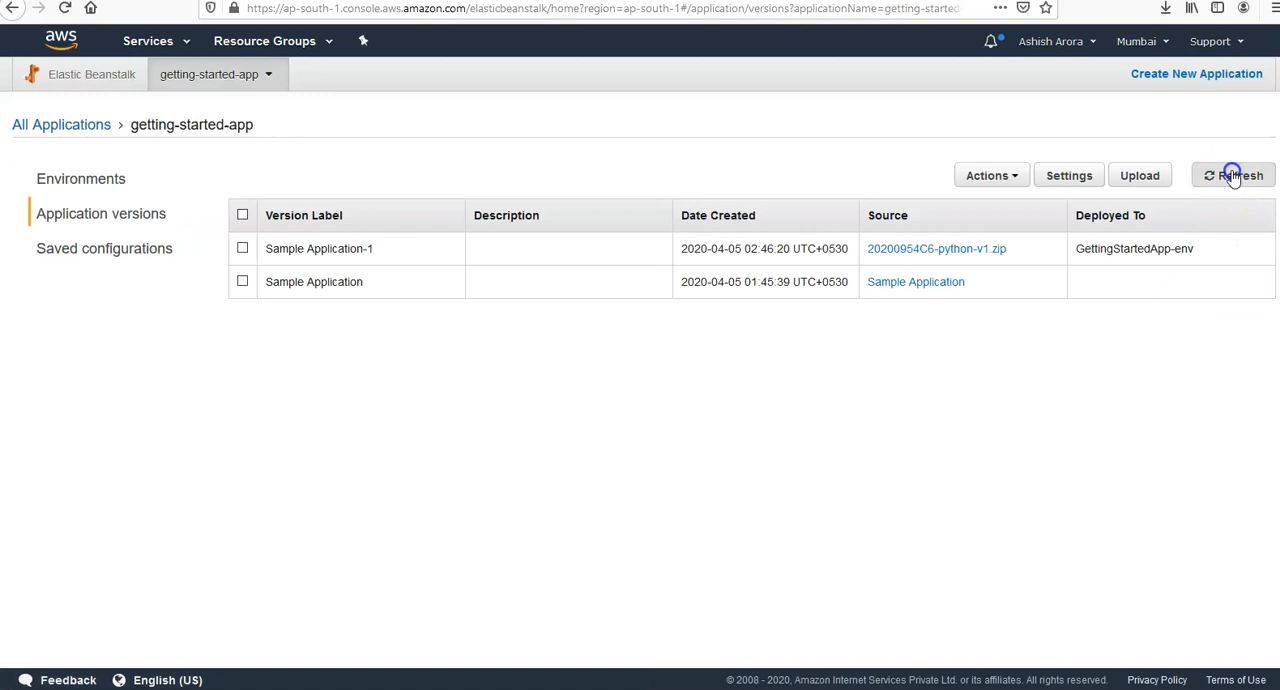 https://ap-south-1.console.aws.amazon.com/elasticbeanstalk/home?region=ap-south-1#/application/versions?applicationName=getting-started-
aws Services Resource Groups Ashish Arora Mumbai Support
Elastic Beanstalk getting-started-app Create New Application
All Applications › getting-started-app
Environments
Application versions
Saved configurations
Actions Settings Upload Refresh
Version Label Description Date Created Source Deployed To
Sample Application-1 2020-04-05 02:46:20 UTC+0530 20200954C6-python-v1.zip GettingStartedApp-env
Sample Application 2020-04-05 01:45:39 UTC+0530 Sample Application
Feedback English (US) © 2008 - 2020, Amazon Internet Services Private Ltd. or its affiliates. All rights reserved. Privacy Policy Terms of Use